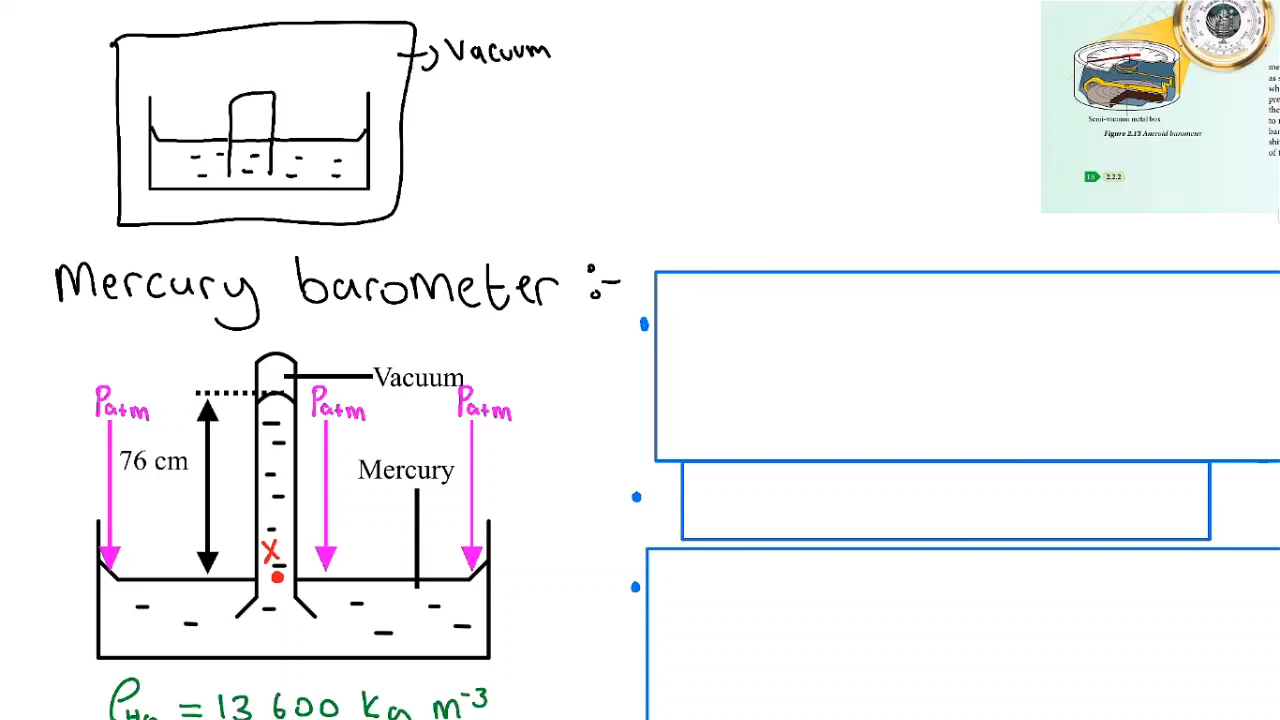 Vacuum
Semi-vacuum metal box
Figure 2.13 Aneroid barometer
LS 2.2.2
Mercury barometer :-
Vacuum
Patm
Patm
Patm
76 cm
Mercury
X
ρHg = 13 600 kg m⁻³